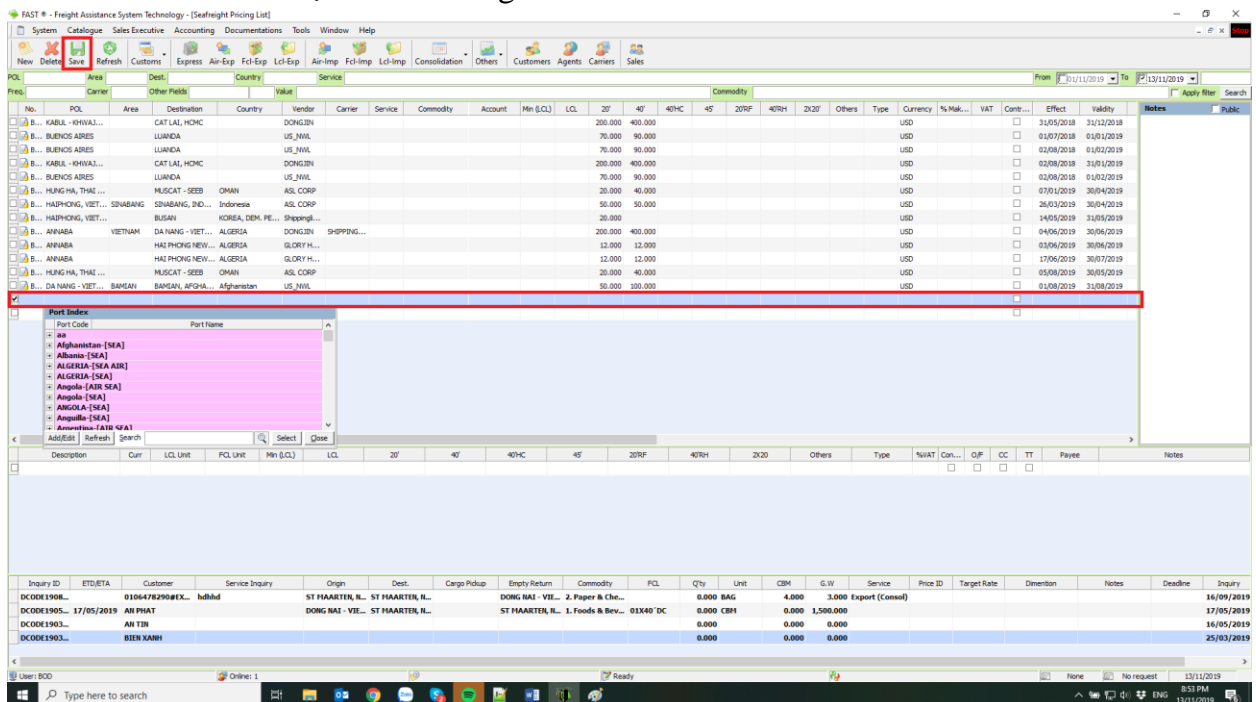 FAST ® - Freight Assistance System Technology - [Seafreight Pricing List]
System Catalogue Sales Executive Accounting Documentations Tools Window Help
Stop
New Delete Save Refresh Customs Express Air-Exp Fcl-Exp Lcl-Exp Air-Imp Fcl-Imp Lcl-Imp Consolidation Others Customers Agents Carriers Sales
POL Area Dest. Country Service From 01/11/2019 To 13/11/2019
Freq. Carrier Other Fields Value Commodity Apply filter Search
No. POL Area Destination Country Vendor Carrier Service Commodity Account Min (LCL) LCL 20' 40' 40'HC 45' 20'RF 40'RH 2X20' Others Type Currency % Mak... VAT Contr... Effect Validity Notes Public
B... KABUL - KHWAJ... CAT LAI, HCMC DONGJIN 200.000 400.000 USD 31/05/2018 31/12/2018
B... BUENOS AIRES LUANDA US_NWL 70.000 90.000 USD 01/07/2018 01/01/2019
B... BUENOS AIRES LUANDA US_NWL 70.000 90.000 USD 02/08/2018 01/02/2019
B... KABUL - KHWAJ... CAT LAI, HCMC DONGJIN 200.000 400.000 USD 02/08/2018 31/01/2019
B... BUENOS AIRES LUANDA US_NWL 70.000 90.000 USD 02/08/2018 01/02/2019
B... HUNG HA, THAI ... MUSCAT - SEEB OMAN ASL CORP 20.000 40.000 USD 07/01/2019 30/04/2019
B... HAIPHONG, VIET... SINABANG SINABANG, IND... Indonesia ASL CORP 50.000 50.000 USD 26/03/2019 30/04/2019
B... HAIPHONG, VIET... BUSAN KOREA, DEM. PE... Shippingli... 20.000 USD 14/05/2019 31/05/2019
B... ANNABA VIETNAM DA NANG - VIET... ALGERIA DONGJIN SHIPPING... 200.000 400.000 USD 04/06/2019 30/06/2019
B... ANNABA HAI PHONG NEW... ALGERIA GLORY H... 12.000 12.000 USD 03/06/2019 30/06/2019
B... ANNABA HAI PHONG NEW... ALGERIA GLORY H... 12.000 12.000 USD 17/06/2019 30/07/2019
B... HUNG HA, THAI ... MUSCAT - SEEB OMAN ASL CORP 20.000 40.000 USD 05/08/2019 30/05/2019
B... DA NANG - VIET... BAMIAN BAMIAN, AFGHA... Afghanistan US_NWL 50.000 100.000 USD 01/08/2019 31/08/2019
Port Index
Port Code Port Name
aa
Afghanistan-[SEA]
Albania-[SEA]
ALGERIA-[SEA AIR]
ALGERIA-[SEA]
Angola-[AIR SEA]
Angola-[SEA]
ANGOLA-[SEA]
Anguilla-[SEA]
Argentina-[AIR SEA]
Add/Edit Refresh Search Select Close
Description Curr LCL Unit FCL Unit Min (LCL) LCL 20' 40' 40'HC 45' 20'RF 40'RH 2X20 Others Type %VAT Con... O/F CC TT Payee Notes
Inquiry ID ETD/ETA Customer Service Inquiry Origin Dest. Cargo Pickup Empty Return Commodity FCL Q'ty Unit CBM G.W Service Price ID Target Rate Dimention Notes Deadline Inquiry
DCODE1908... 0106478290#EX... hdbhd ST MAARTEN, N... ST MAARTEN, N... DONG NAI - VIE... 2. Paper & Che... 0.000 BAG 4.000 3.000 Export (Consol) 16/09/2019
DCODE1905... 17/05/2019 AN PHAT DONG NAI - VIE... ST MAARTEN, N... ST MAARTEN, N... 1. Foods & Bev... 01X40´DC 0.000 CBM 0.000 1,500.000 17/05/2019
DCODE1903... AN TIN 0.000 0.000 0.000 16/05/2019
DCODE1903... BIEN XANH 0.000 0.000 0.000 25/03/2019
User: BOD Online: 1 Ready None No request 13/11/2019
Type here to search Zalo ENG 8:53 PM
13/11/2019